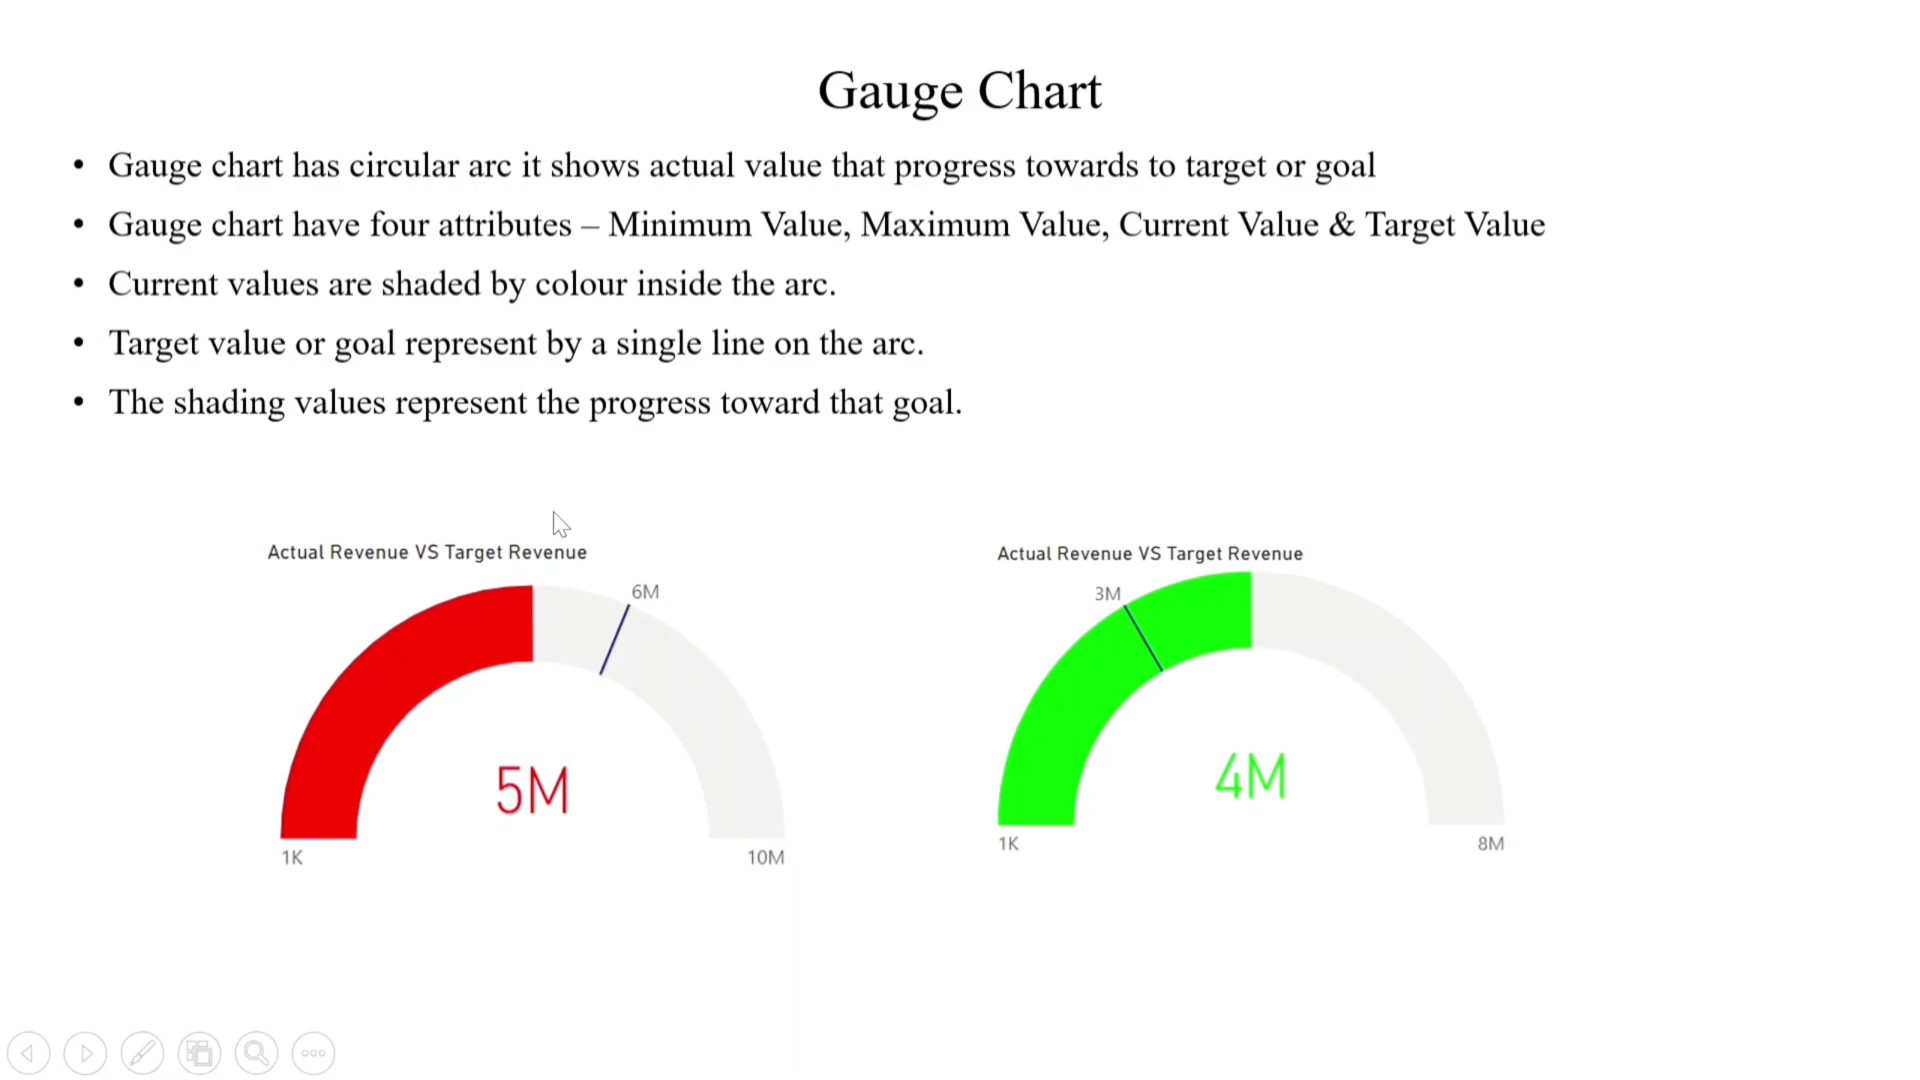 Gauge Chart
• Gauge chart has circular arc it shows actual value that progress towards to target or goal
• Gauge chart have four attributes – Minimum Value, Maximum Value, Current Value & Target Value
• Current values are shaded by colour inside the arc.
• Target value or goal represent by a single line on the arc.
• The shading values represent the progress toward that goal.
Actual Revenue VS Target Revenue
6M
5M
1K
10M
Actual Revenue VS Target Revenue
3M
4M
1K
8M